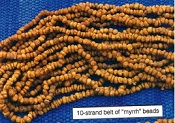 10-strand belt of "myrrh" beads